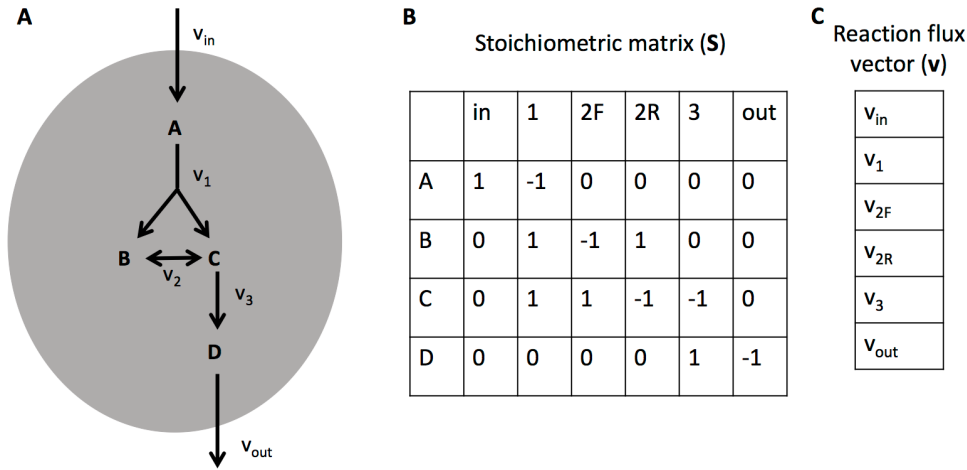 A
v_in
A
v_1
B
C
v_2
v_3
D
v_out
B
Stoichiometric matrix (S)
in 1 2F 2R 3 out
A 1 -1 0 0 0 0
B 0 1 -1 1 0 0
C 0 1 1 -1 -1 0
D 0 0 0 0 1 -1
C
Reaction flux
vector (v)
v_in
v_1
v_2F
v_2R
v_3
v_out